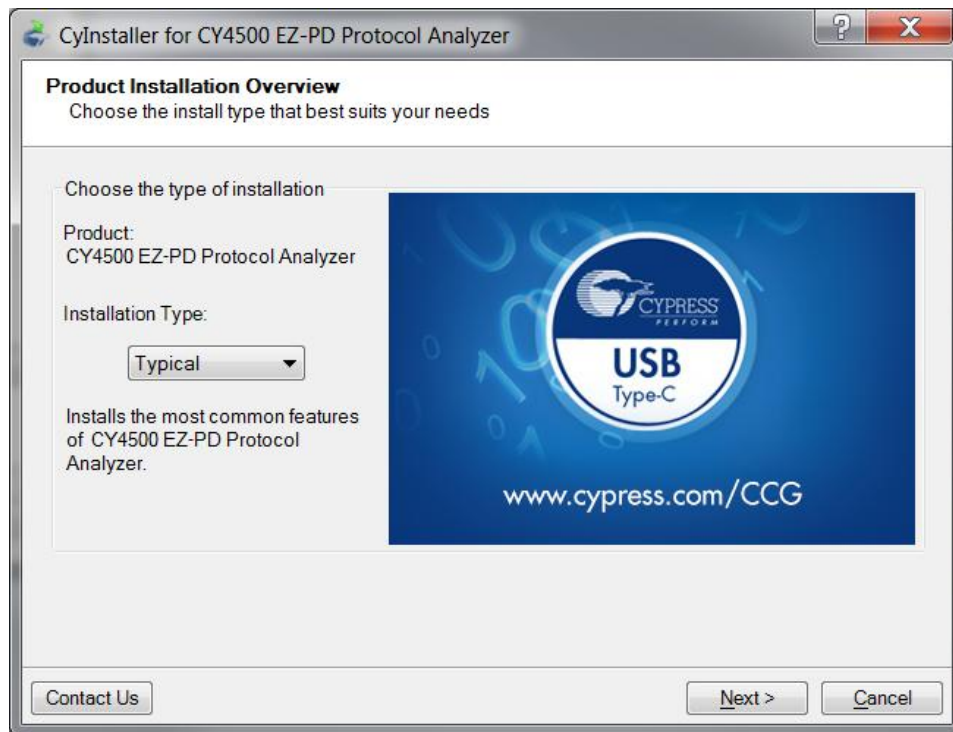 CyInstaller for CY4500 EZ-PD Protocol Analyzer
Product Installation Overview
Choose the install type that best suits your needs
Choose the type of installation
Product:
CY4500 EZ-PD Protocol Analyzer
Installation Type:
Typical
Installs the most common features
of CY4500 EZ-PD Protocol
Analyzer.
CYPRESS
PERFORM
USB
Type-C
www.cypress.com/CCG
Contact Us
Next >
Cancel